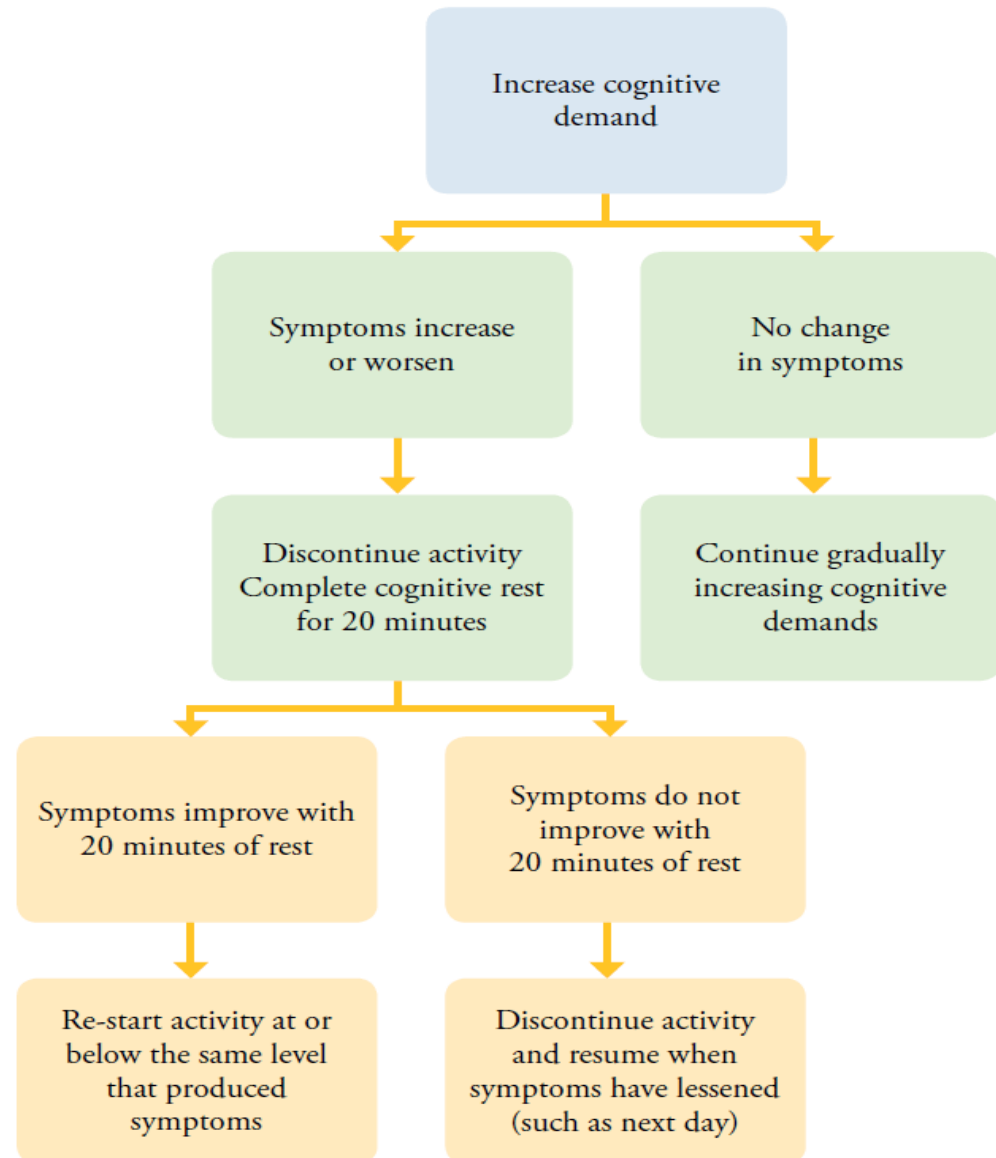 Increase cognitive
demand
Symptoms increase
or worsen
No change
in symptoms
Discontinue activity
Complete cognitive rest
for 20 minutes
Continue gradually
increasing cognitive
demands
Symptoms improve with
20 minutes of rest
Symptoms do not
improve with
20 minutes of rest
Re-start activity at or
below the same level
that produced
symptoms
Discontinue activity
and resume when
symptoms have lessened
(such as next day)